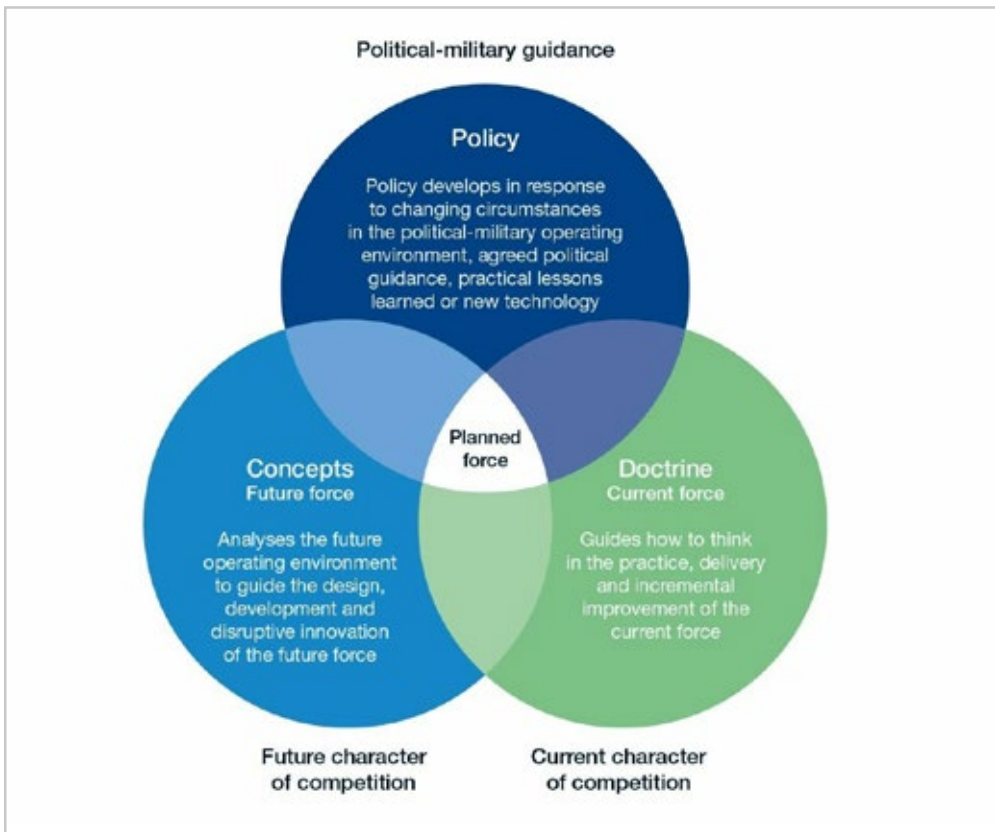 Political-military guidance
Policy
Policy develops in response
to changing circumstances
in the political-military operating
environment, agreed political
guidance, practical lessons
learned or new technology
Planned
force
Concepts
Future force
Analyses the future
operating environment
to guide the design,
development and
disruptive innovation
of the future force
Doctrine
Current force
Guides how to think
in the practice, delivery
and incremental
improvement of the
current force
Future character
of competition
Current character
of competition